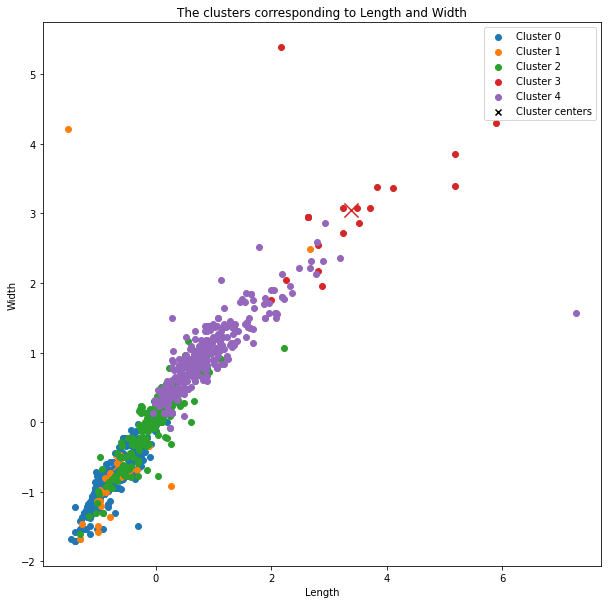 The clusters corresponding to Length and Width
Cluster 0
Cluster 1
Cluster 2
Cluster 3
Cluster 4
Cluster centers
Width
5
4
3
2
1
0
−1
−2
0
2
4
6
Length